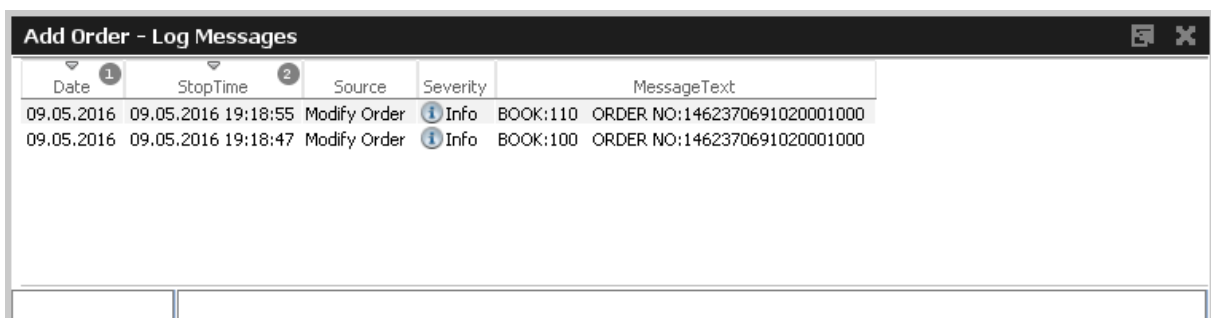 Add Order - Log Messages
Date 1 StopTime 2 Source Severity MessageText
09.05.2016 09.05.2016 19:18:55 Modify Order Info BOOK:110 ORDER NO:1462370691020001000
09.05.2016 09.05.2016 19:18:47 Modify Order Info BOOK:100 ORDER NO:1462370691020001000